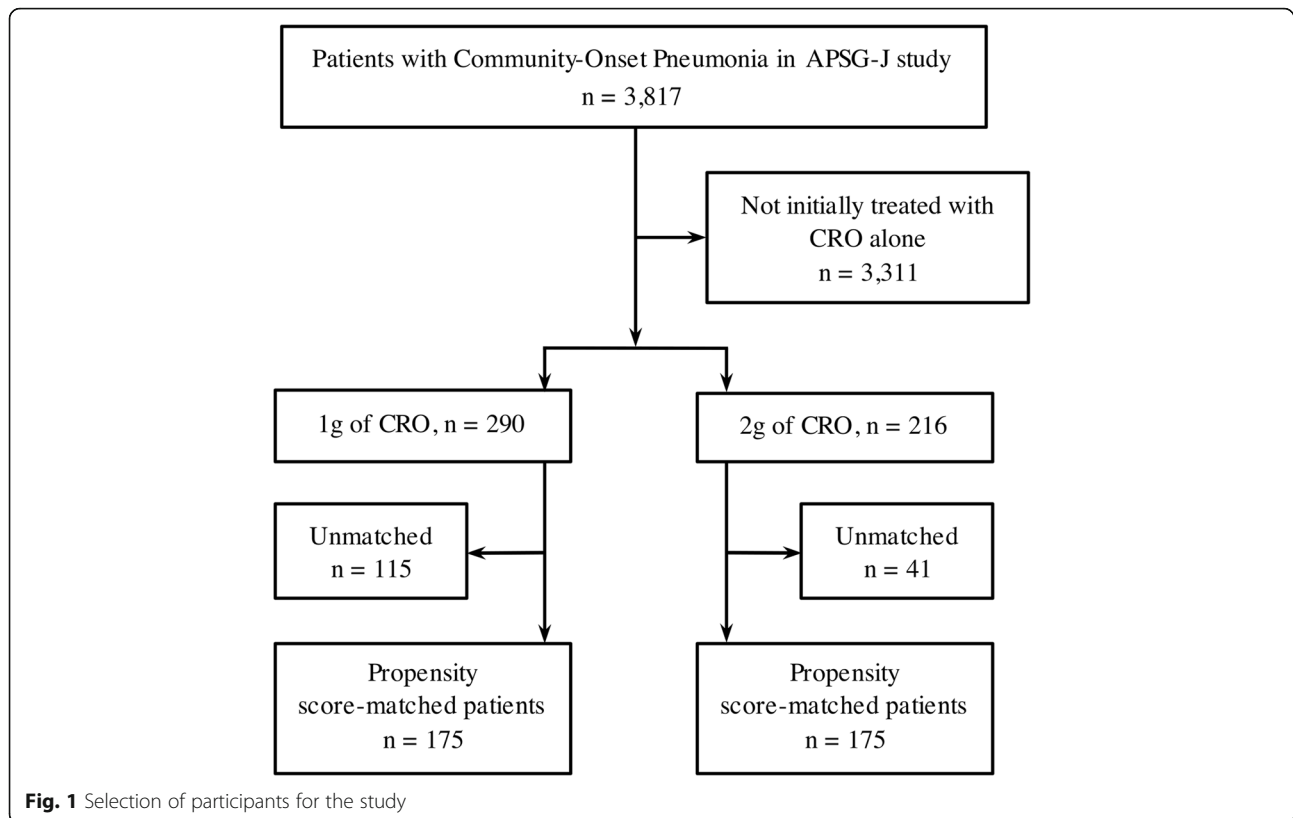 Patients with Community-Onset Pneumonia in APSG-J study
n = 3,817
Not initially treated with
CRO alone
n = 3,311
1g of CRO, n = 290
2g of CRO, n = 216
Unmatched
n = 115
Unmatched
n = 41
Propensity
score-matched patients
n = 175
Propensity
score-matched patients
n = 175
Fig. 1 Selection of participants for the study